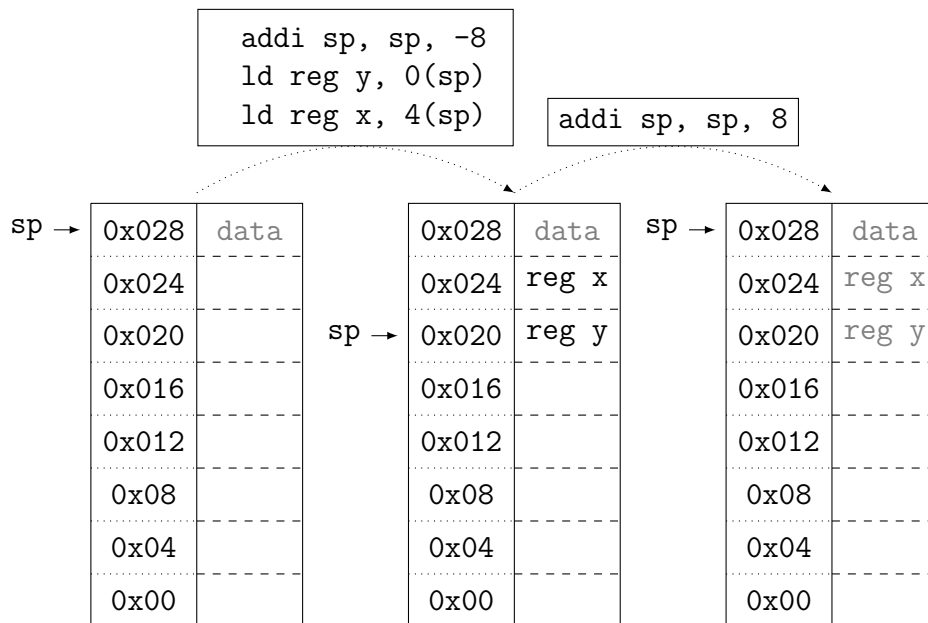 addi sp, sp, -8
ld reg y, 0(sp)
ld reg x, 4(sp)
addi sp, sp, 8
sp 0x028 data 0x028 data sp 0x028 data
0x024 0x024 reg x 0x024 reg x
0x020 sp 0x020 reg y 0x020 reg y
0x016 0x016 0x016
0x012 0x012 0x012
0x08 0x08 0x08
0x04 0x04 0x04
0x00 0x00 0x00